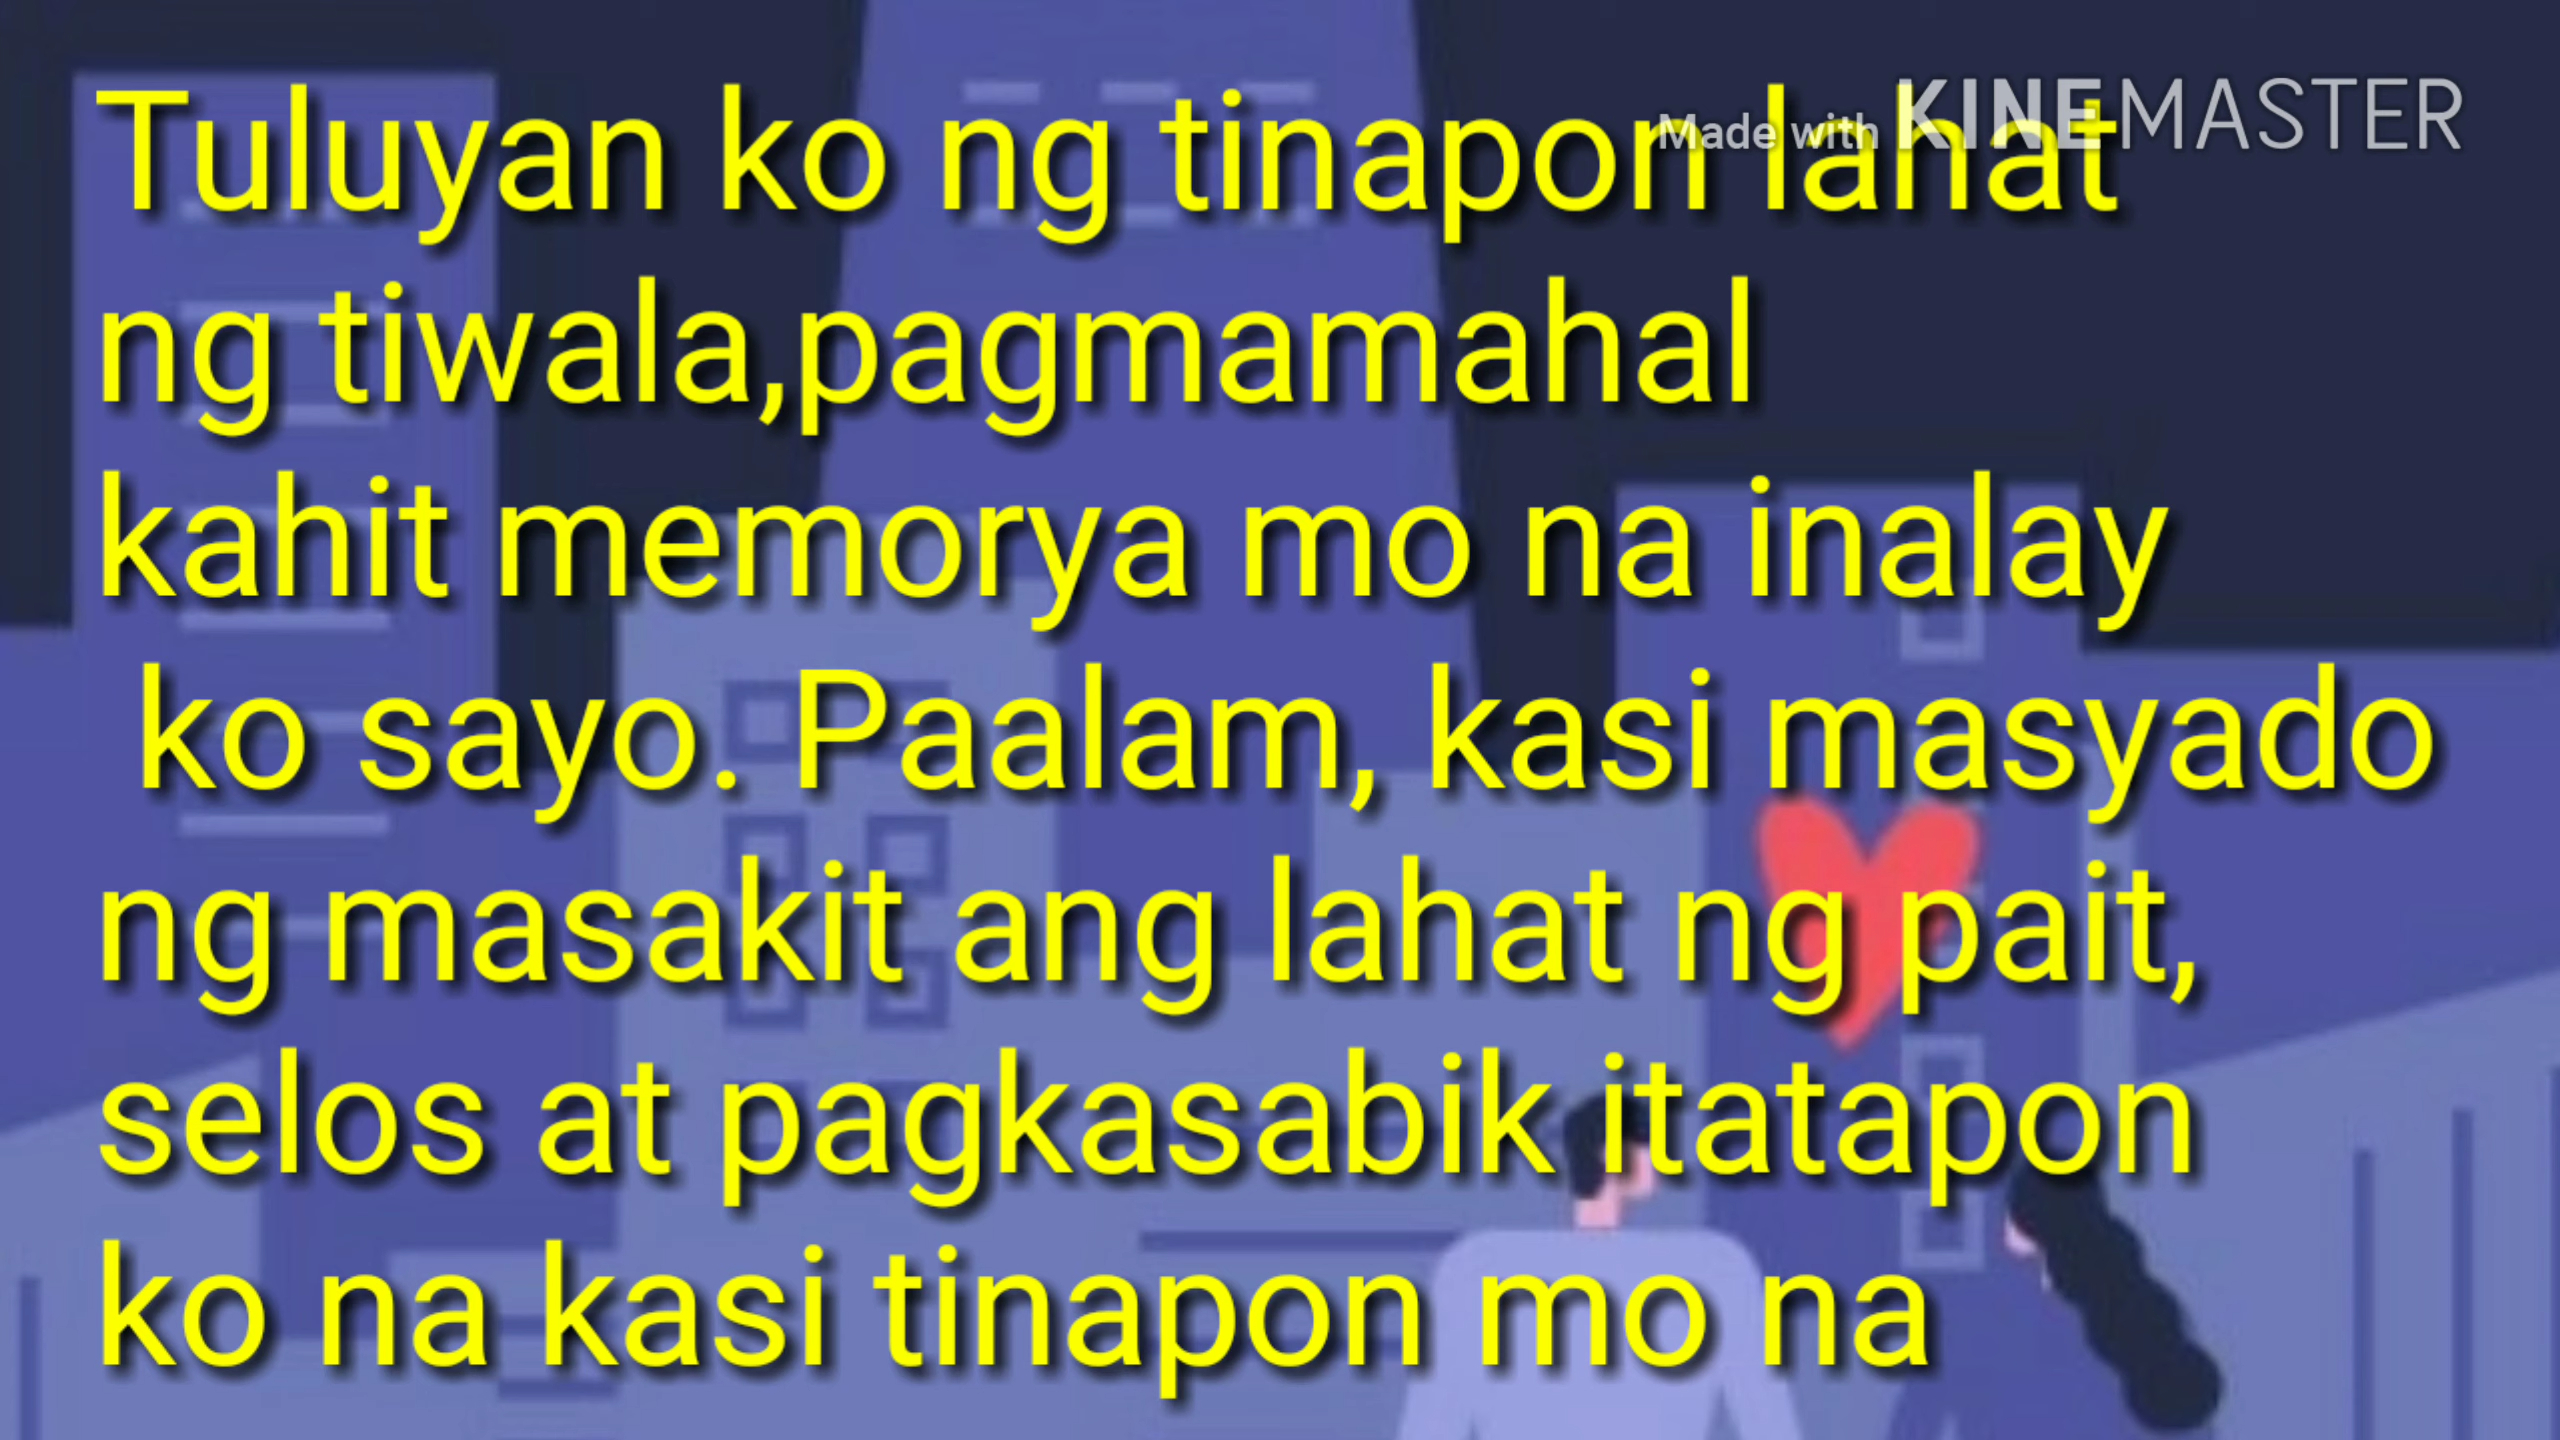 Made with KINEMASTER
Tuluyan ko ng tinapon lahat
ng tiwala,pagmamahal
kahit memorya mo na inalay
ko sayo. Paalam, kasi masyado
ng masakit ang lahat ng pait,
selos at pagkasabik itatapon
ko na kasi tinapon mo na